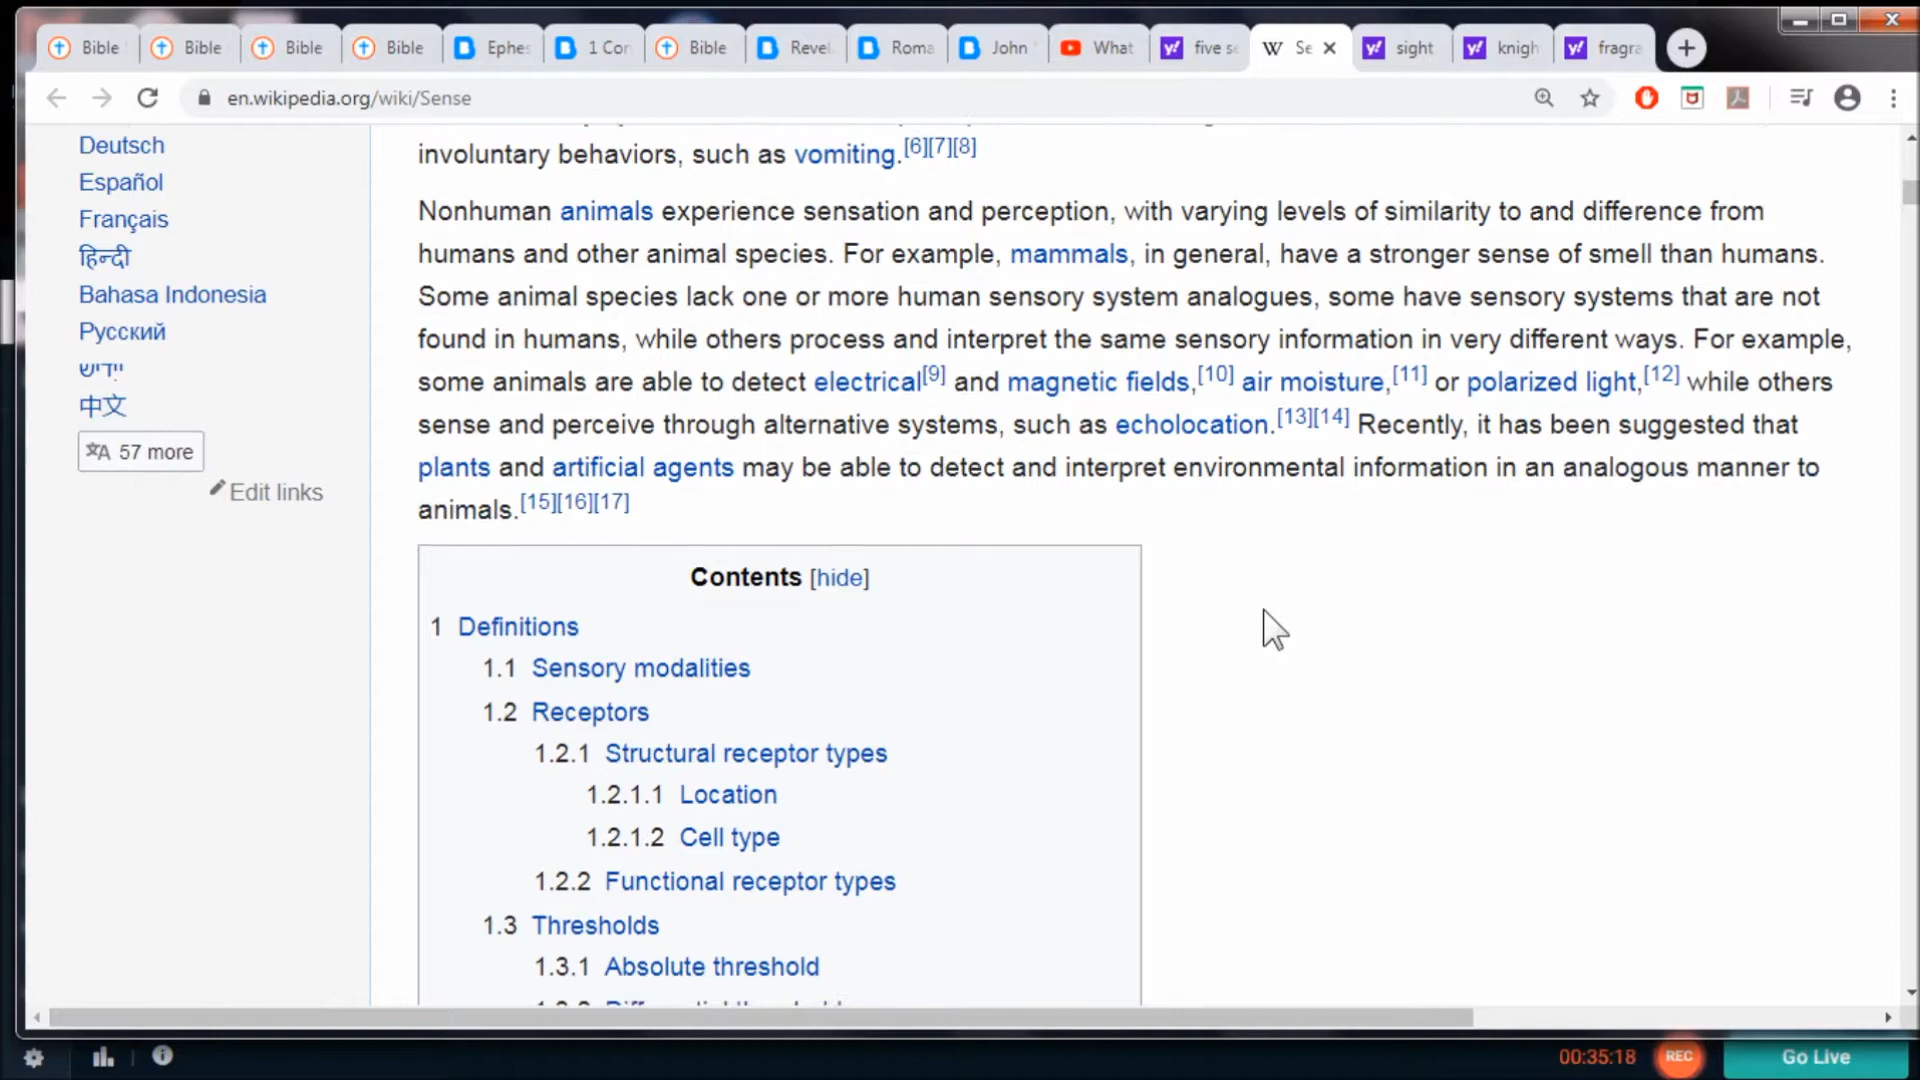 Bible Bible Bible Bible Ephes 1 Cor Bible Revel Roma John What five se Se sight knigh fragra
en.wikipedia.org/wiki/Sense
Deutsch
Español
Français
हिन्दी
Bahasa Indonesia
Русский
ייִדיש
中文
57 more
Edit links
involuntary behaviors, such as vomiting.[6][7][8]
Nonhuman animals experience sensation and perception, with varying levels of similarity to and difference from
humans and other animal species. For example, mammals, in general, have a stronger sense of smell than humans.
Some animal species lack one or more human sensory system analogues, some have sensory systems that are not
found in humans, while others process and interpret the same sensory information in very different ways. For example,
some animals are able to detect electrical[9] and magnetic fields,[10] air moisture,[11] or polarized light,[12] while others
sense and perceive through alternative systems, such as echolocation.[13][14] Recently, it has been suggested that
plants and artificial agents may be able to detect and interpret environmental information in an analogous manner to
animals.[15][16][17]
Contents [hide]
1 Definitions
1.1 Sensory modalities
1.2 Receptors
1.2.1 Structural receptor types
1.2.1.1 Location
1.2.1.2 Cell type
1.2.2 Functional receptor types
1.3 Thresholds
1.3.1 Absolute threshold
00:35:18 REC Go Live